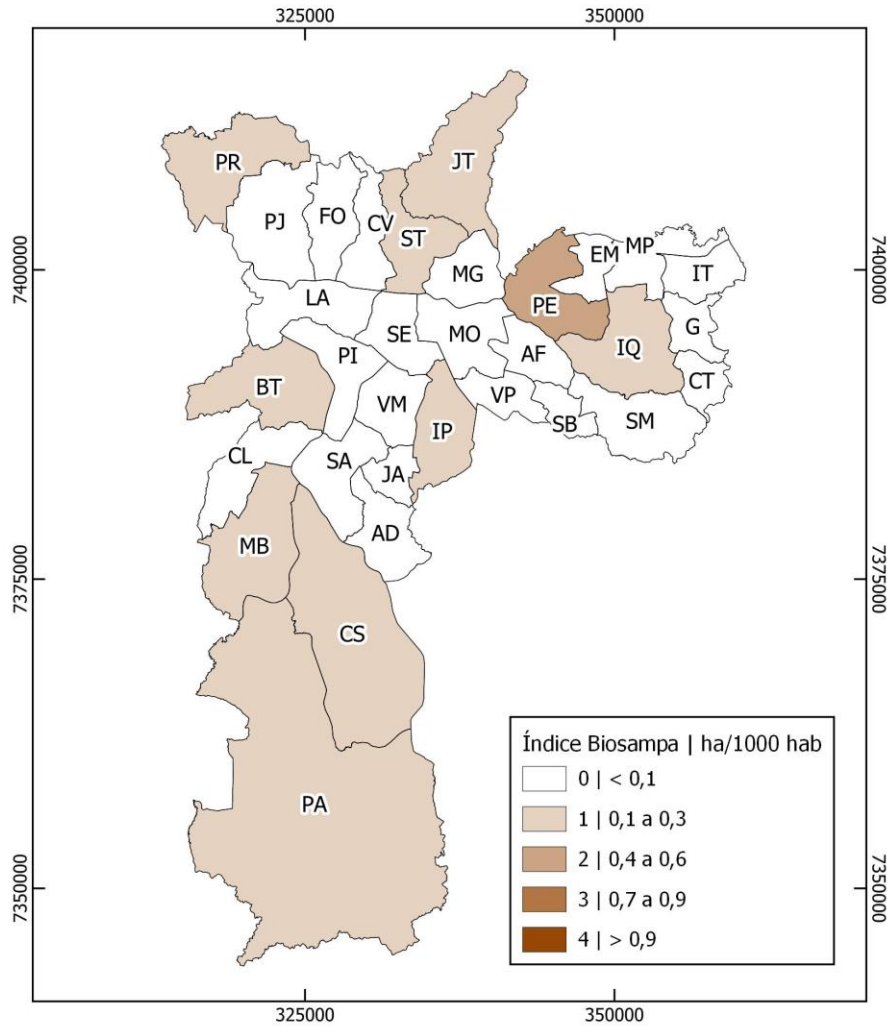 325000 350000
PR
JT
PJ
FO
CV
ST
MG
EM
MP
IT
7400000
7400000
LA
SE
MO
PE
IQ
G
PI
AF
CT
BT
VM
VP
SB
SM
IP
CL
SA
JA
AD
MB
7375000
7375000
CS
Índice Biosampa | ha/1000 hab
0 | < 0,1
PA
1 | 0,1 a 0,3
2 | 0,4 a 0,6
7350000
7350000
3 | 0,7 a 0,9
4 | > 0,9
325000 350000